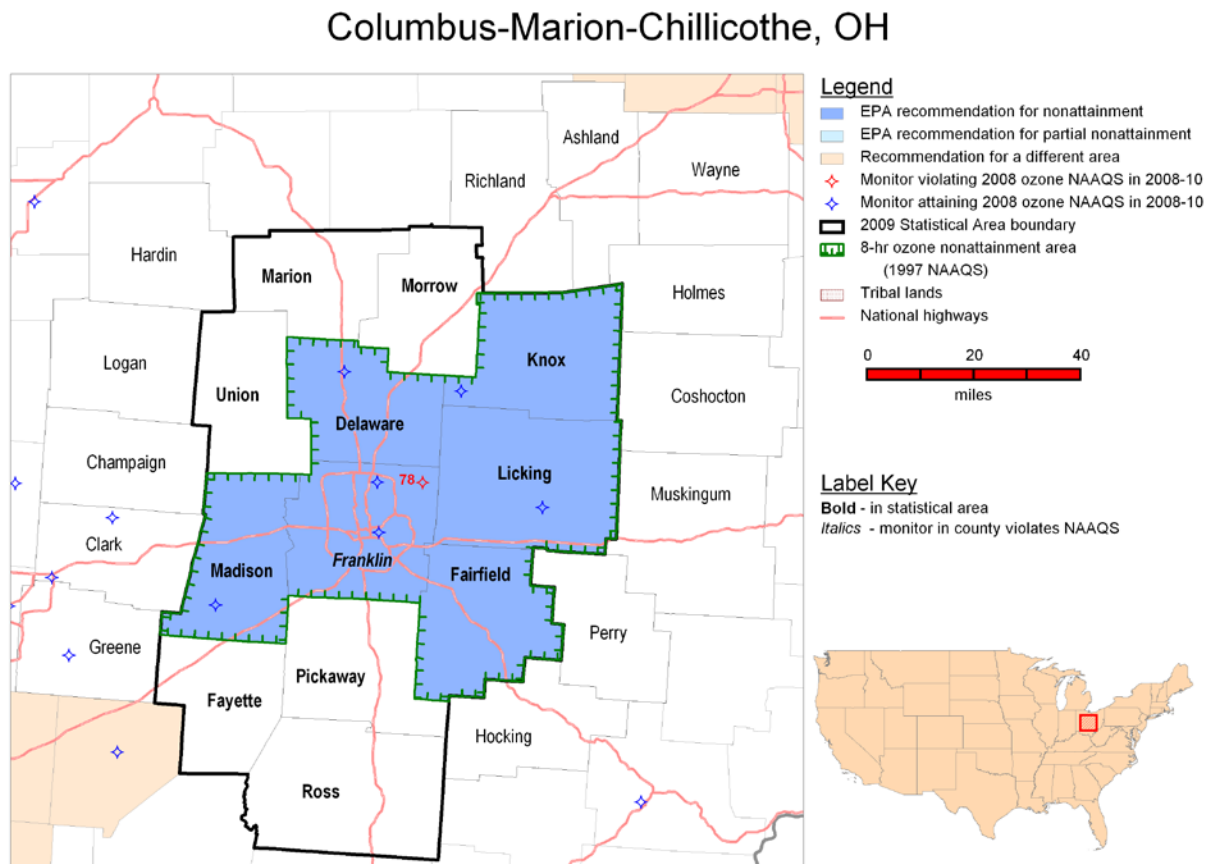 Columbus-Marion-Chillicothe, OH
Legend
EPA recommendation for nonattainment
EPA recommendation for partial nonattainment
Recommendation for a different area
Monitor violating 2008 ozone NAAQS in 2008-10
Monitor attaining 2008 ozone NAAQS in 2008-10
2009 Statistical Area boundary
8-hr ozone nonattainment area
(1997 NAAQS)
Tribal lands
National highways
0 20 40
miles
Label Key
Bold - in statistical area
Italics - monitor in county violates NAAQS
Ashland
Wayne
Richland
Hardin
Marion
Morrow
Holmes
Logan
Knox
Union
Coshocton
Delaware
Champaign
Licking
78
Muskingum
Clark
Franklin
Madison
Fairfield
Perry
Greene
Pickaway
Fayette
Hocking
Ross